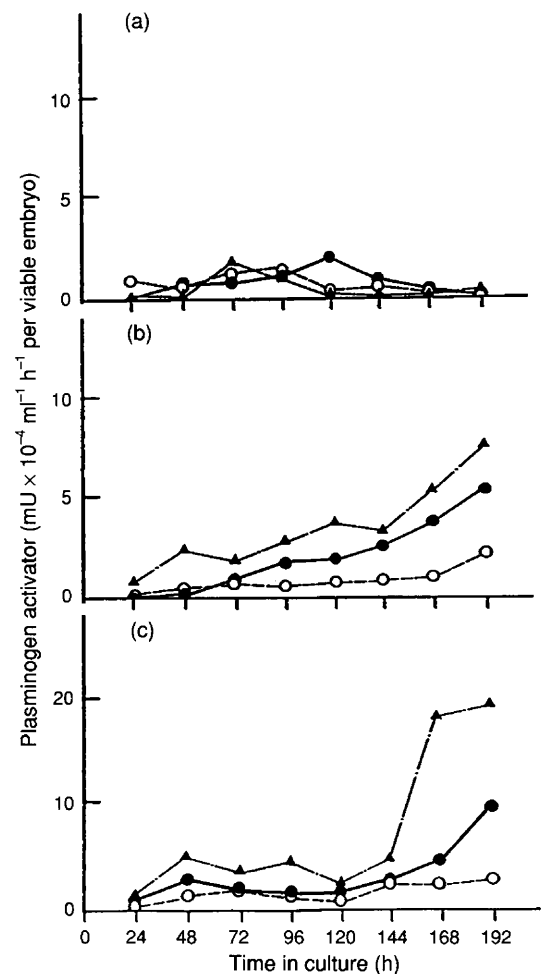 (a)
10
5
0
(b)
10
5
0
(c)
20
10
0
0 24 48 72 96 120 144 168 192
Time in culture (h)
Plasminogen activator (mU × 10⁻⁴ ml⁻¹ h⁻¹ per viable embryo)